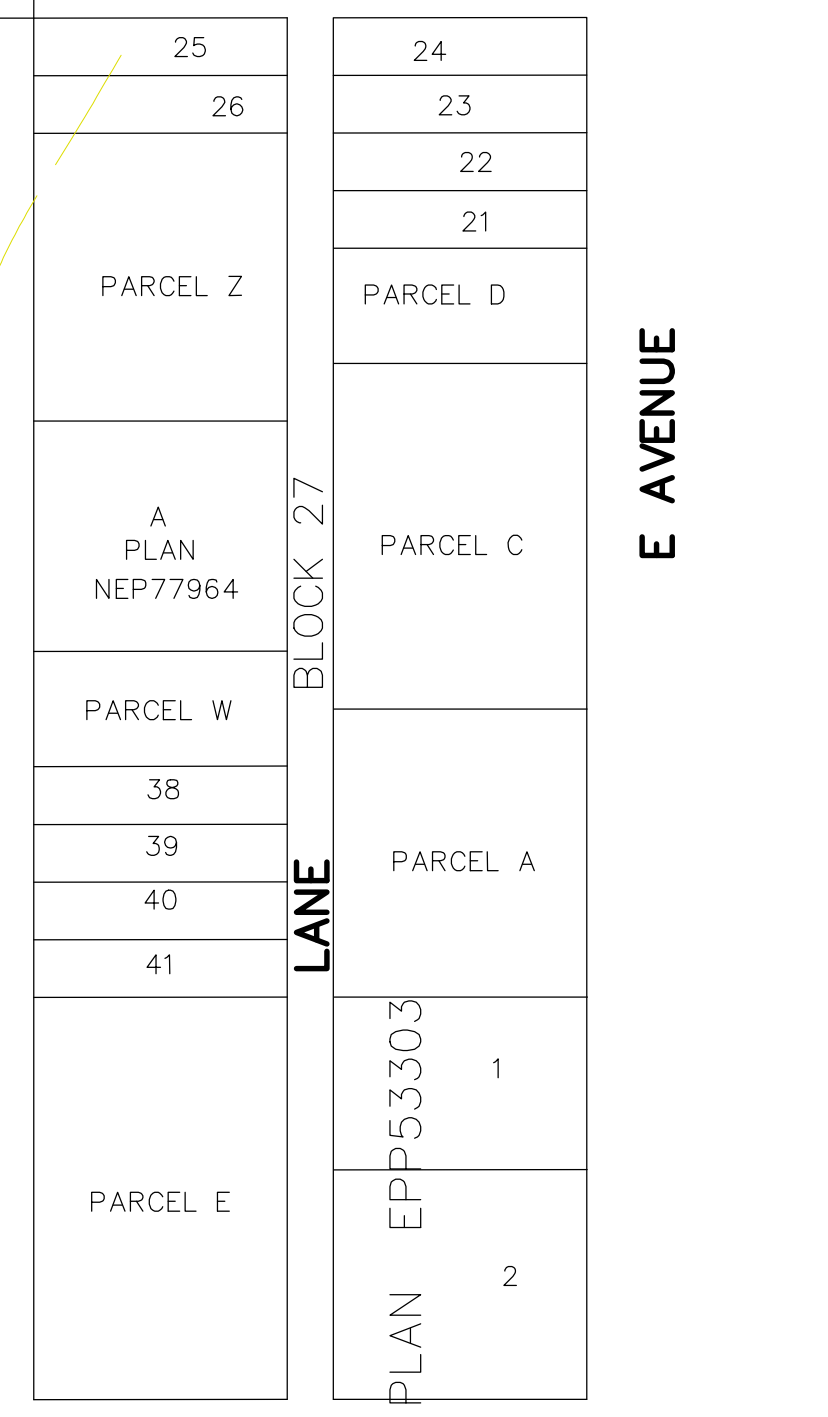 25
26
PARCEL Z
A
PLAN
NEP77964
PARCEL W
38
39
40
41
PARCEL E
BLOCK 27
LANE
24
23
22
21
PARCEL D
PARCEL C
PARCEL A
1
2
PLAN EPP53303
E AVENUE